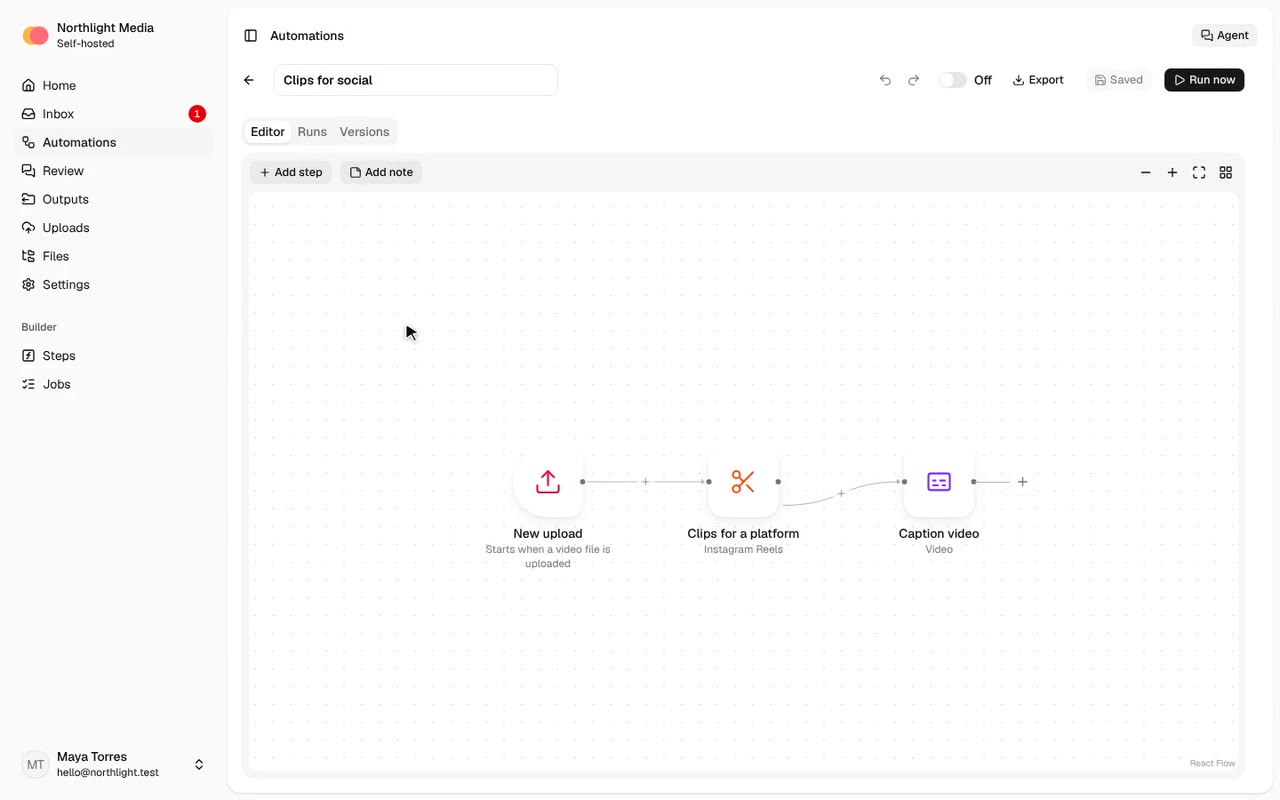 Northlight Media
Self-hosted
Home
Inbox
1
Automations
Review
Outputs
Uploads
Files
Settings
Builder
Steps
Jobs
MT
Maya Torres
hello@northlight.test
Automations
Agent
Clips for social
Off
Export
Saved
Run now
Editor
Runs
Versions
Add step
Add note
New upload
Starts when a video file is
uploaded
Clips for a platform
Instagram Reels
Caption video
Video
React Flow